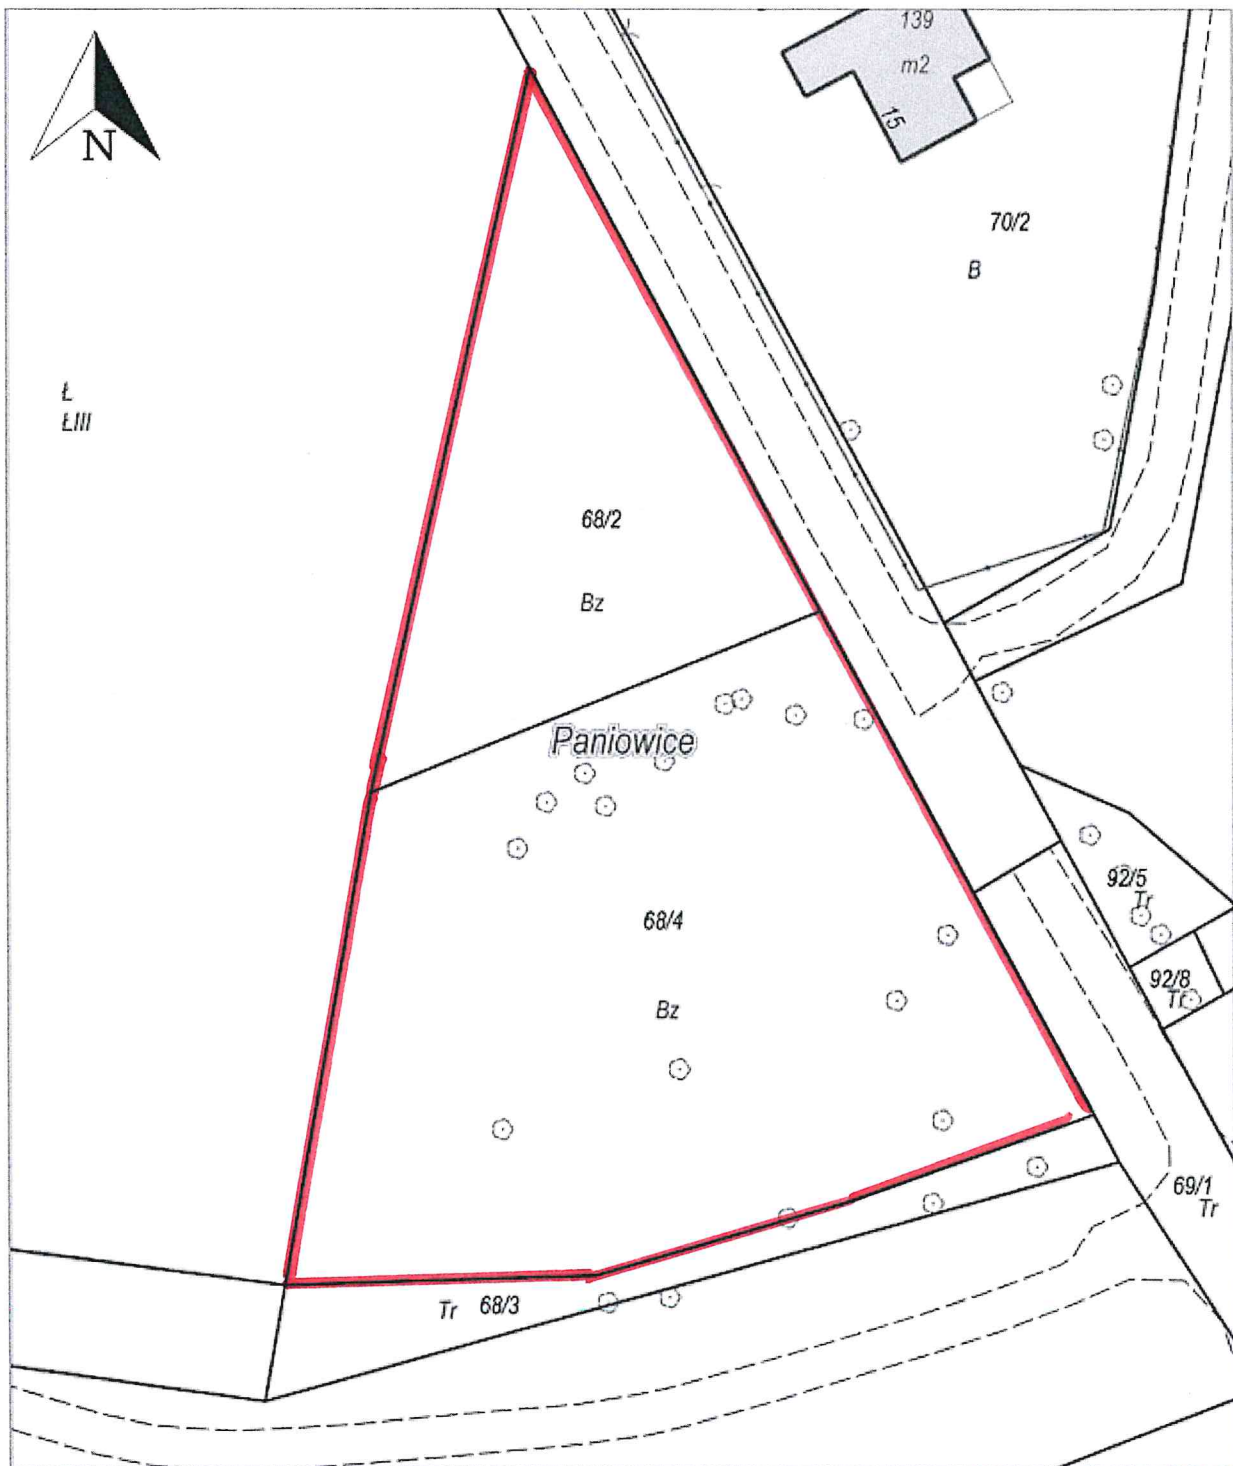 139
m2
15
N
70/2
B
Ł
ŁIII
68/2
Bz
Paniowice
92/5
Tr
68/4
92/8
Tr
Bz
69/1
Tr
Tr 68/3